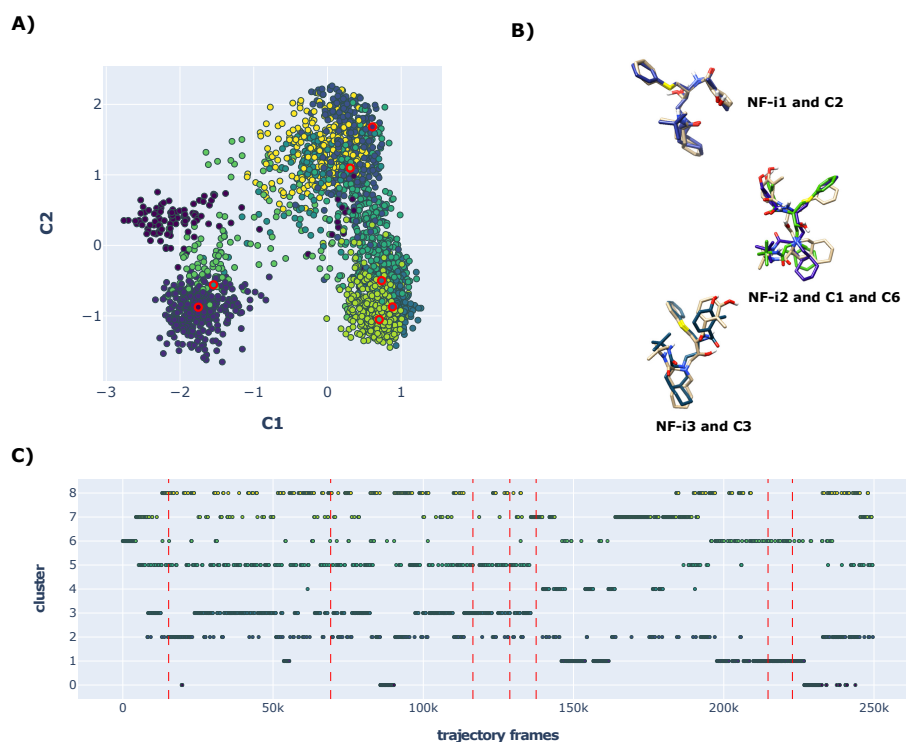 A)
B)
2
1
0
−1
C2
−3
−2
−1
0
1
C1
NF-i1 and C2
NF-i2 and C1 and C6
NF-i3 and C3
C)
8
7
6
5
4
3
2
1
0
cluster
0
50k
100k
150k
200k
250k
trajectory frames